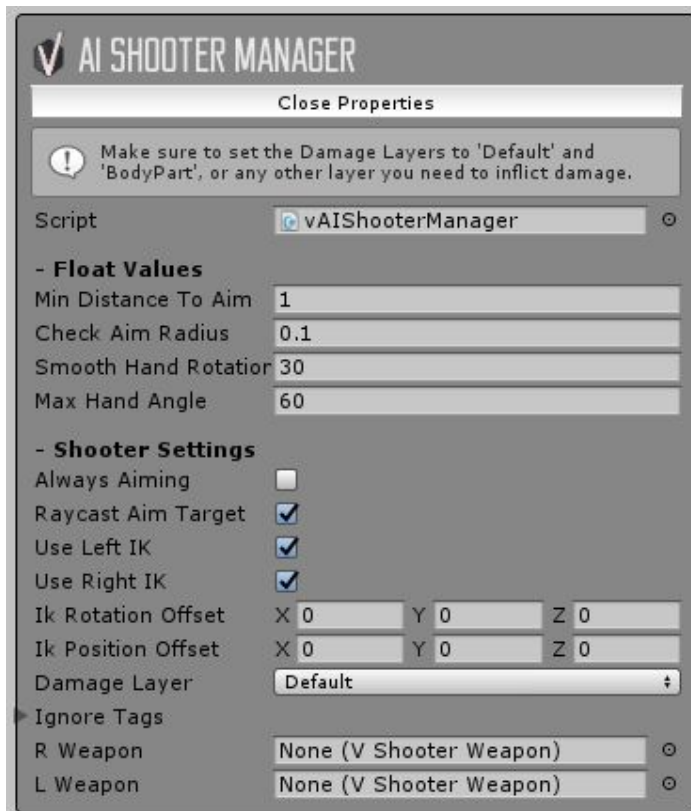 AI SHOOTER MANAGER
Close Properties
Make sure to set the Damage Layers to 'Default' and
'BodyPart', or any other layer you need to inflict damage.
Script vAIShooterManager
- Float Values
Min Distance To Aim 1
Check Aim Radius 0.1
Smooth Hand Rotation 30
Max Hand Angle 60
- Shooter Settings
Always Aiming
Raycast Aim Target
Use Left IK
Use Right IK
Ik Rotation Offset X 0 Y 0 Z 0
Ik Position Offset X 0 Y 0 Z 0
Damage Layer Default
Ignore Tags
R Weapon None (V Shooter Weapon)
L Weapon None (V Shooter Weapon)